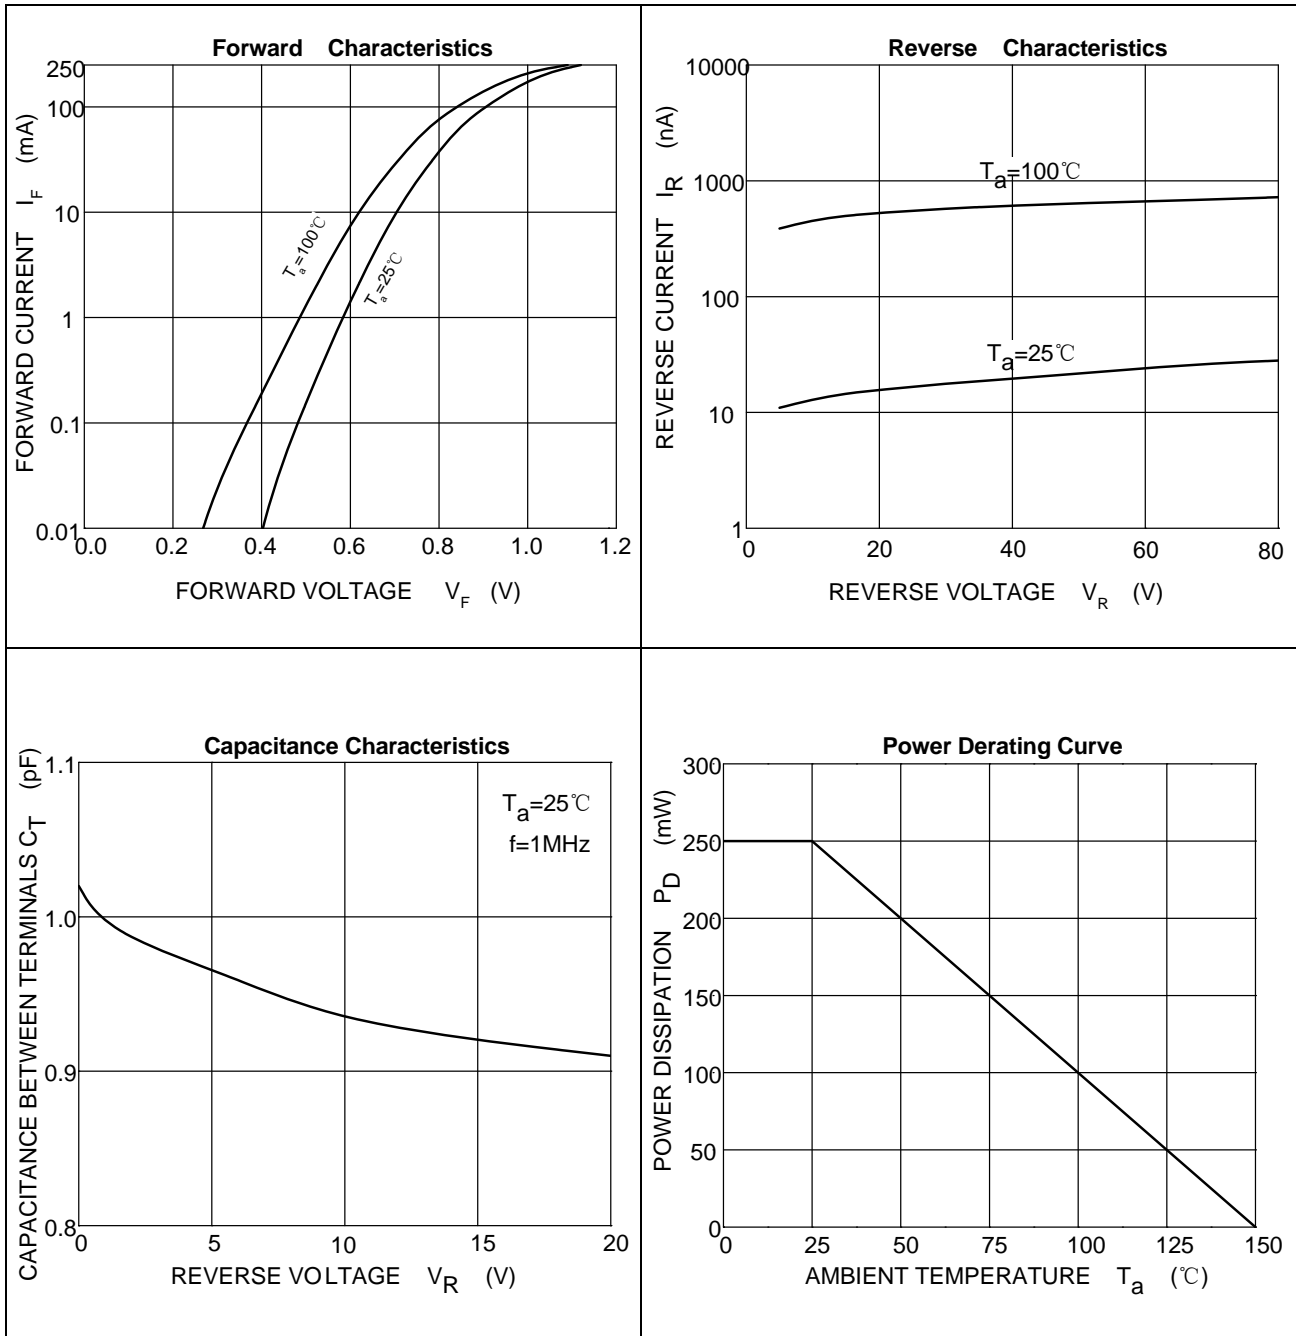 Forward Characteristics
250
100
10
1
0.1
0.01
FORWARD CURRENT I_F (mA)
T_a=100℃
T_a=25℃
0.0 0.2 0.4 0.6 0.8 1.0 1.2
FORWARD VOLTAGE V_F (V)
Reverse Characteristics
10000
1000
100
10
1
REVERSE CURRENT I_R (nA)
T_a=100℃
T_a=25℃
0 20 40 60 80
REVERSE VOLTAGE V_R (V)
Capacitance Characteristics
1.1
1.0
0.9
0.8
CAPACITANCE BETWEEN TERMINALS C_T (pF)
T_a=25℃
f=1MHz
0 5 10 15 20
REVERSE VOLTAGE V_R (V)
Power Derating Curve
300
250
200
150
100
50
0
POWER DISSIPATION P_D (mW)
0 25 50 75 100 125 150
AMBIENT TEMPERATURE T_a (℃)